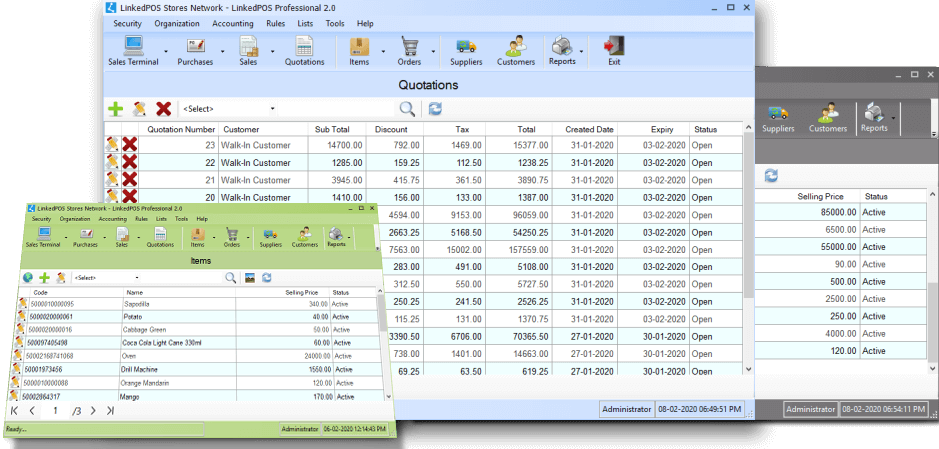 LinkedPOS Stores Network - LinkedPOS Professional 2.0
Security Organization Accounting Rules Lists Tools Help
Sales Terminal Purchases Sales Quotations Items Orders Suppliers Customers Reports Exit
Quotations
<Select>
Quotation Number Customer Sub Total Discount Tax Total Created Date Expiry Status
23 Walk-In Customer 14700.00 792.00 1469.00 15377.00 31-01-2020 03-02-2020 Open
22 Walk-In Customer 1285.00 159.25 112.50 1238.25 31-01-2020 03-02-2020 Open
21 Walk-In Customer 3945.00 415.75 361.50 3890.75 31-01-2020 03-02-2020 Open
20 Walk-In Customer 1410.00 156.00 133.00 1387.00 31-01-2020 03-02-2020 Open
4594.00 9153.00 96059.00 31-01-2020 03-02-2020 Open
2663.25 5168.50 54250.25 31-01-2020 03-02-2020 Open
7563.00 15002.00 157559.00 31-01-2020 03-02-2020 Open
283.00 491.00 5108.00 31-01-2020 03-02-2020 Open
312.50 550.00 5727.50 31-01-2020 03-02-2020 Open
250.25 241.50 2526.25 31-01-2020 03-02-2020 Open
115.25 131.00 1370.75 31-01-2020 03-02-2020 Open
3390.50 6706.00 70365.50 27-01-2020 30-01-2020 Open
738.00 1401.00 14663.00 27-01-2020 30-01-2020 Open
69.25 63.50 619.25 27-01-2020 30-01-2020 Open
Administrator 08-02-2020 06:49:51 PM
Suppliers Customers Reports
Selling Price Status
85000.00 Active
6500.00 Active
55000.00 Active
90.00 Active
500.00 Active
2500.00 Active
250.00 Active
4000.00 Active
120.00 Active
Administrator 08-02-2020 06:54:11 PM
LinkedPOS Stores Network - LinkedPOS Professional 2.0
Security Organization Accounting Rules Lists Tools Help
Sales Terminal Purchases Sales Quotations Items Orders Suppliers Customers Reports
Items
<Select>
Code Name Selling Price Status
5000010000095 Sapodilla 340.00 Active
5000020000061 Potato 40.00 Active
5000020000016 Cabbage Green 50.00 Active
500097405498 Coca Cola Light Cane 330ml 60.00 Active
50002168741068 Oven 24000.00 Active
50001973456 Drill Machine 1550.00 Active
5000010000088 Orange Mandarin 120.00 Active
50002864317 Mango 170.00 Active
1 /3
Ready... Administrator 06-02-2020 12:14:43 PM